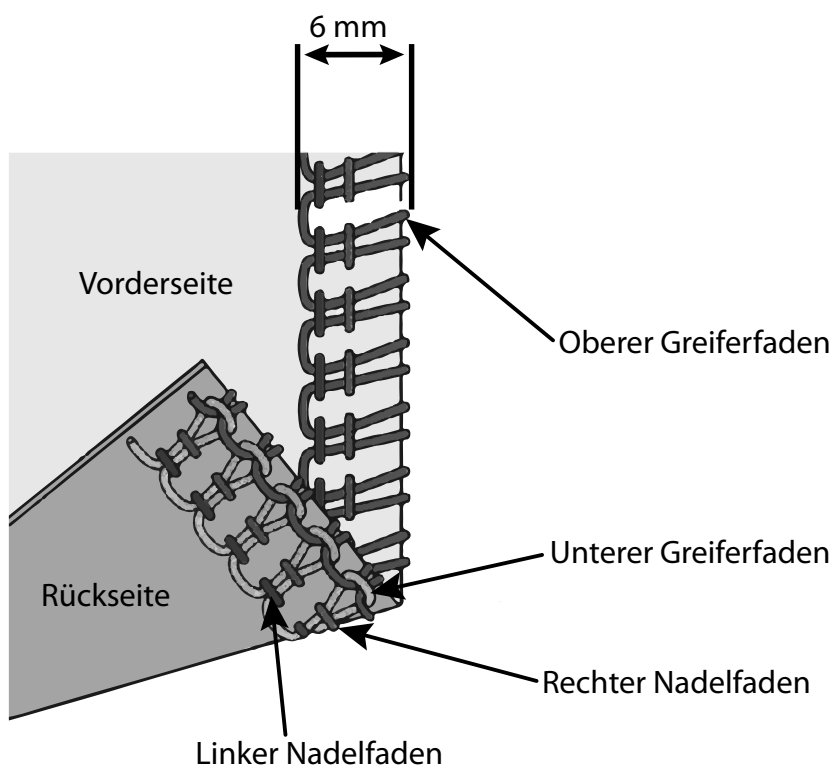 6 mm
Vorderseite
Oberer Greiferfaden
Unterer Greiferfaden
Rückseite
Rechter Nadelfaden
Linker Nadelfaden